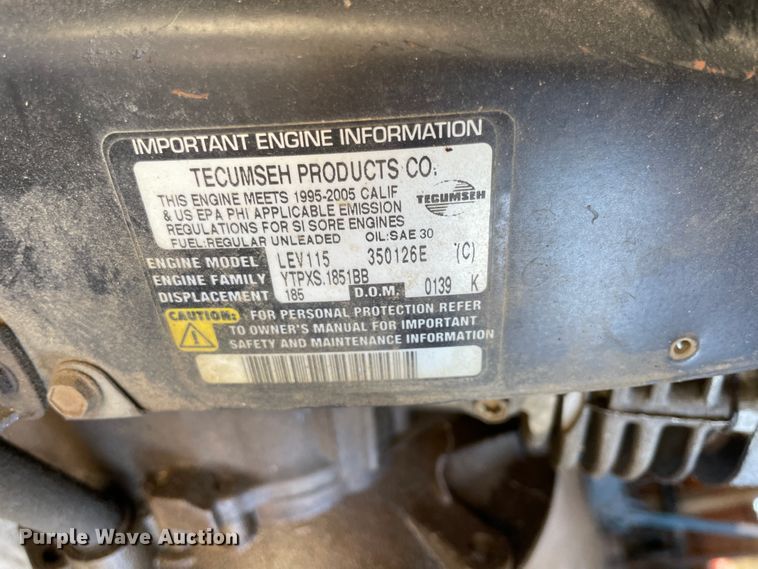 IMPORTANT ENGINE INFORMATION
TECUMSEH PRODUCTS CO.
THIS ENGINE MEETS 1995-2005 CALIF
& US EPA PHI APPLICABLE EMISSION
REGULATIONS FOR SI SORE ENGINES
FUEL:REGULAR UNLEADED OIL:SAE 30
TECUMSEH
ENGINE MODEL LEV115 350126E (C)
ENGINE FAMILY YTPXS.1851BB
DISPLACEMENT 185 D.O.M. 0139 K
CAUTION: FOR PERSONAL PROTECTION REFER
TO OWNER'S MANUAL FOR IMPORTANT
SAFETY AND MAINTENANCE INFORMATION
Purple Wave Auction